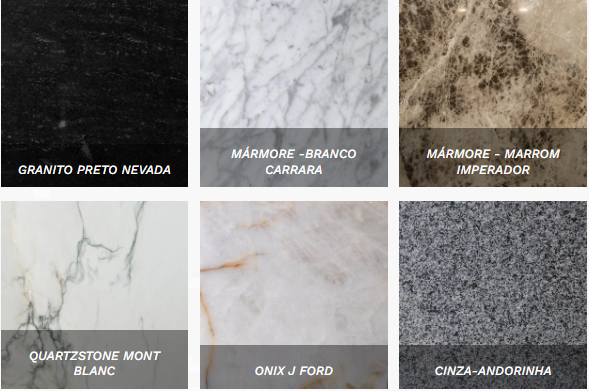 GRANITO PRETO NEVADA
MÁRMORE -BRANCO
CARRARA
MÁRMORE - MARROM
IMPERADOR
QUARTZSTONE MONT
BLANC
ONIX J FORD
CINZA-ANDORINHA